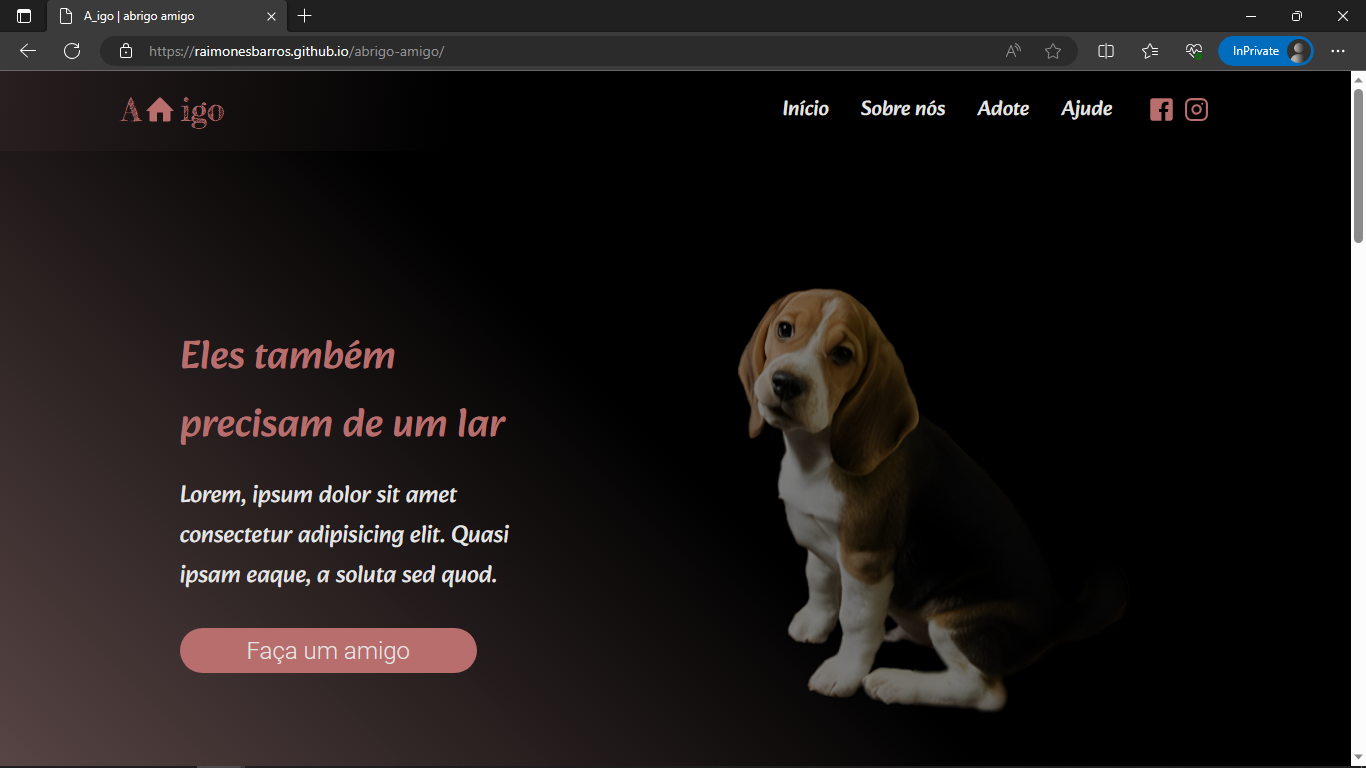 A_igo | abrigo amigo
https://raimonesbarros.github.io/abrigo-amigo/
InPrivate
A igo
Início Sobre nós Adote Ajude
Eles também
precisam de um lar
Lorem, ipsum dolor sit amet
consectetur adipisicing elit. Quasi
ipsam eaque, a soluta sed quod.
Faça um amigo